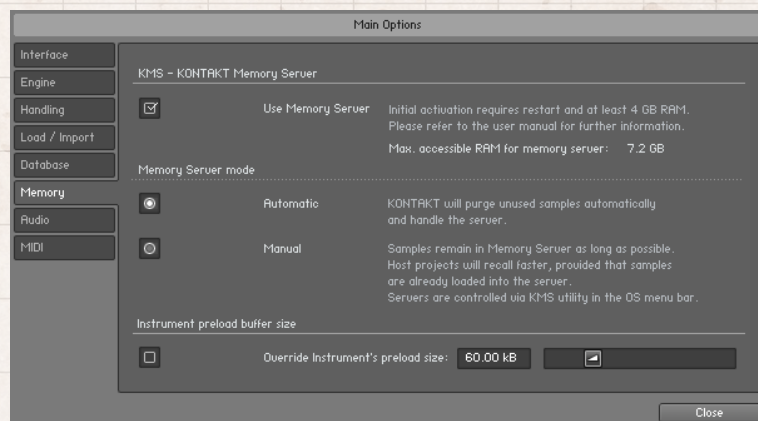 Main Options
Interface
Engine
Handling
Load / Import
Database
Memory
Audio
MIDI
KMS - KONTAKT Memory Server
Use Memory Server
Initial activation requires restart and at least 4 GB RAM.
Please refer to the user manual for further information.
Max. accessible RAM for memory server: 7.2 GB
Memory Server mode
Automatic
KONTAKT will purge unused samples automatically
and handle the server.
Manual
Samples remain in Memory Server as long as possible.
Host projects will recall faster, provided that samples
are already loaded into the server.
Servers are controlled via KMS utility in the OS menu bar.
Instrument preload buffer size
Override Instrument's preload size: 60.00 kB
Close